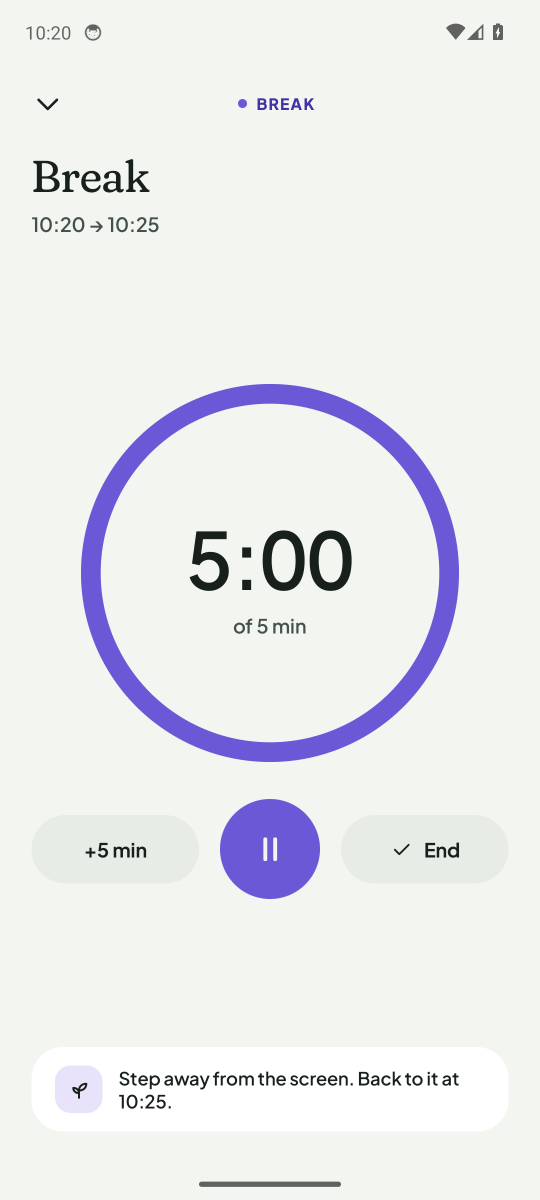 10:20
BREAK
Break
10:20 → 10:25
5:00
of 5 min
+5 min
End
Step away from the screen. Back to it at
10:25.